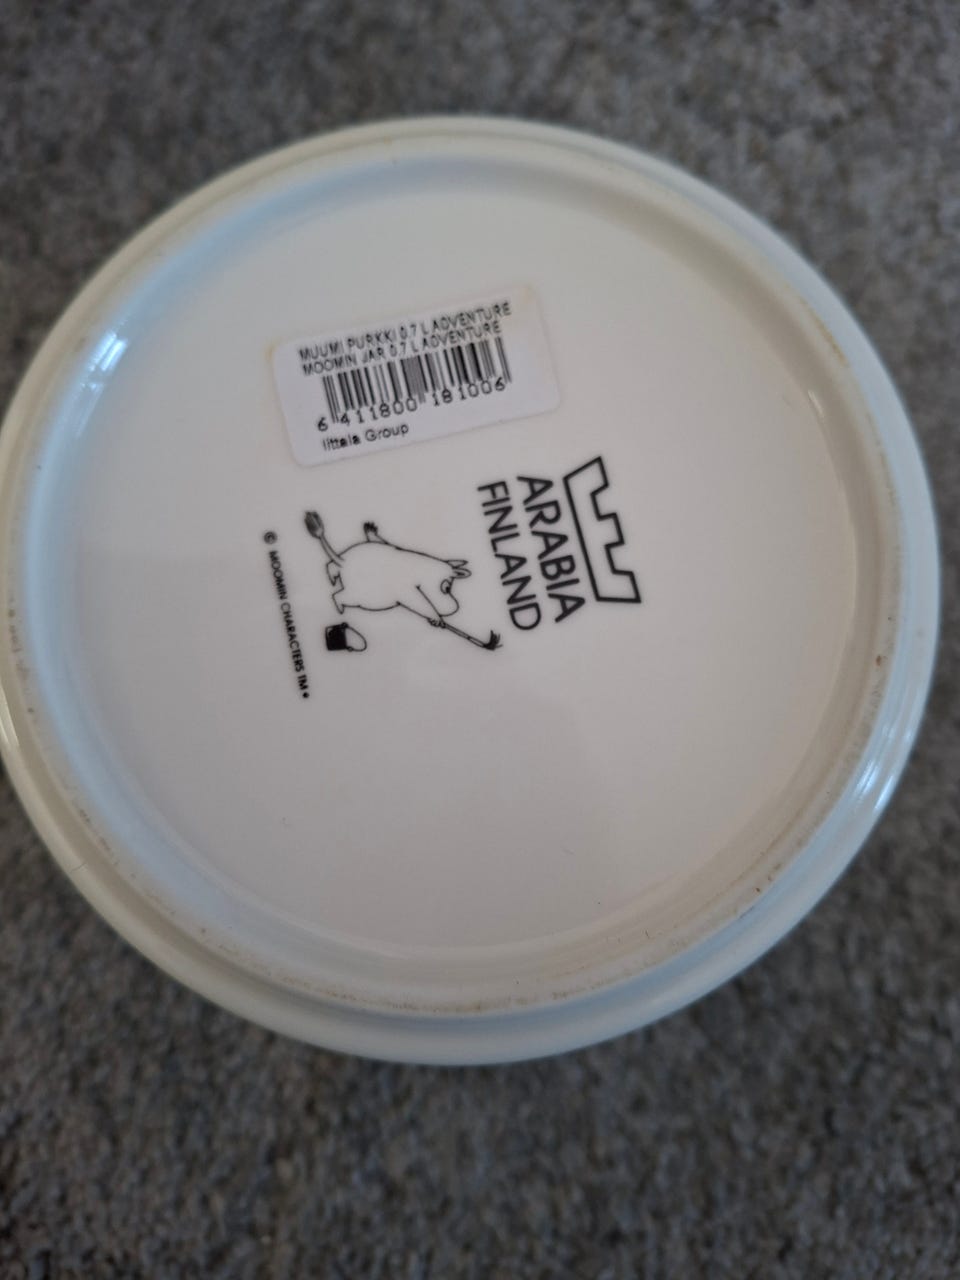 MUUMI PURKKI 0.7 L ADVENTURE
MOOMIN JAR 0.7 L ADVENTURE
6 411800 181006
Iittala Group
ARABIA
FINLAND
© MOOMIN CHARACTERS TM